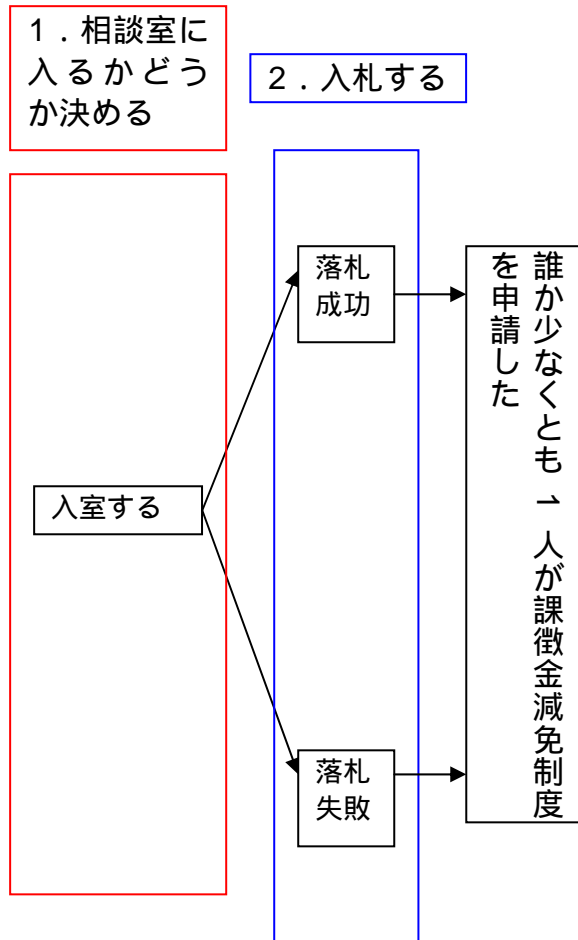 1．相談室に
入るかどう
か決める
2．入札する
落札
成功
誰か少なくとも1人が課徴金減免制度
を申請した
入室する
落札
失敗